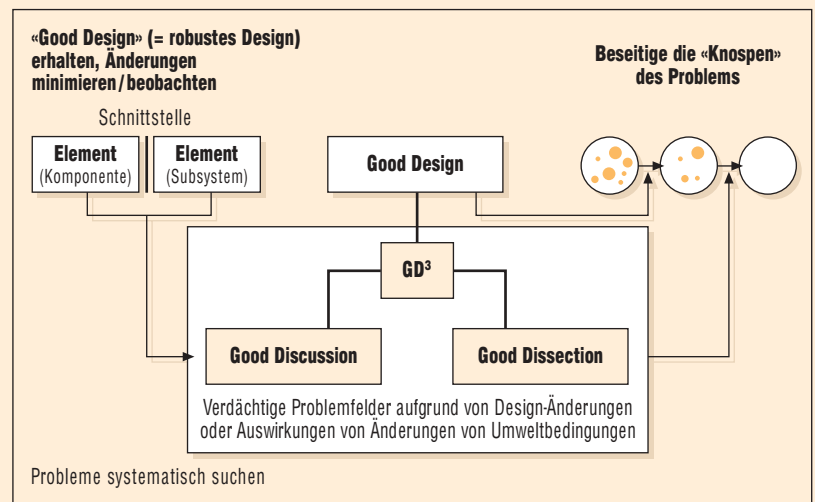 «Good Design» (= robustes Design)
erhalten, Änderungen
minimieren/beobachten
Beseitige die «Knospen»
des Problems
Schnittstelle
Element
(Komponente)
Element
(Subsystem)
Good Design
GD³
Good Discussion
Good Dissection
Verdächtige Problemfelder aufgrund von Design-Änderungen
oder Auswirkungen von Änderungen von Umweltbedingungen
Probleme systematisch suchen